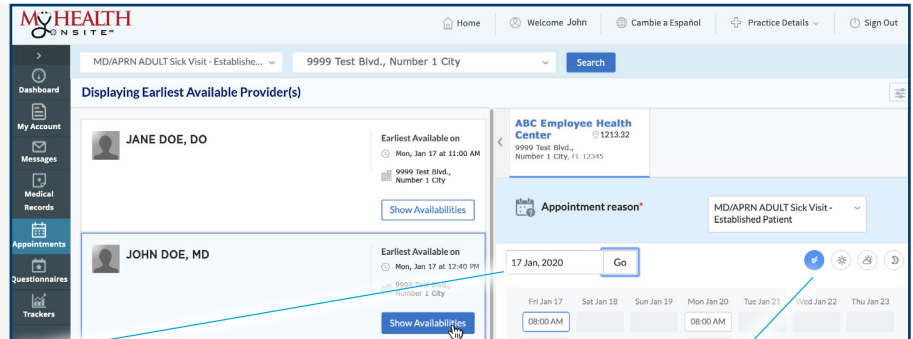 MyHEALTH
ONSITE℠
Home
Welcome John
Cambie a Español
Practice Details
Sign Out
MD/APRN ADULT Sick Visit - Establishe...
9999 Test Blvd., Number 1 City
Search
Dashboard
My Account
Messages
Medical
Records
Appointments
Questionnaires
Trackers
Displaying Earliest Available Provider(s)
JANE DOE, DO
Earliest Available on
Mon, Jan 17 at 11:00 AM
9999 Test Blvd.,
Number 1 City
Show Availabilities
JOHN DOE, MD
Earliest Available on
Mon, Jan 17 at 12:40 PM
9999 Test Blvd.,
Number 1 City
Show Availabilities
ABC Employee Health
Center 1213.32
9999 Test Blvd.,
Number 1 City, FL 12345
Appointment reason*
MD/APRN ADULT Sick Visit -
Established Patient
17 Jan, 2020
Go
Fri Jan 17 Sat Jan 18 Sun Jan 19 Mon Jan 20 Tue Jan 21 Wed Jan 22 Thu Jan 23
08:00 AM 08:00 AM